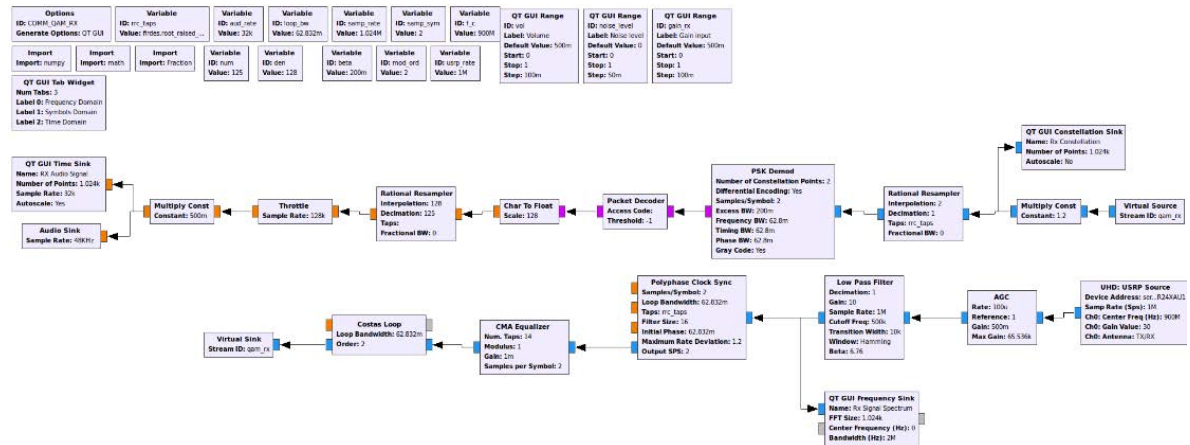 Options
ID: COMM_QAM_RX
Generate Options: QT GUI
Variable
ID: rrc_taps
Value: firdes.root_raised_...
Variable
ID: aud_rate
Value: 32k
Variable
ID: loop_bw
Value: 62.832m
Variable
ID: samp_rate
Value: 1.024M
Variable
ID: samp_sym
Value: 2
Variable
ID: f_c
Value: 900M
QT GUI Range
ID: vol
Label: Volume
Default Value: 500m
Start: 0
Stop: 1
Step: 100m
QT GUI Range
ID: noise_level
Label: Noise level
Default Value: 0
Start: 0
Stop: 1
Step: 50m
QT GUI Range
ID: gain_rx
Label: Gain input
Default Value: 500m
Start: 0
Stop: 1
Step: 100m
Import
Import: numpy
Import
Import: math
Import
Import: Fraction
Variable
ID: num
Value: 125
Variable
ID: den
Value: 128
Variable
ID: beta
Value: 200m
Variable
ID: mod_ord
Value: 2
Variable
ID: usrp_rate
Value: 1M
QT GUI Tab Widget
Num Tabs: 3
Label 0: Frequency Domain
Label 1: Symbols Domain
Label 2: Time Domain
QT GUI Constellation Sink
Name: Rx Constellation
Number of Points: 1.024k
Autoscale: No
QT GUI Time Sink
Name: RX Audio Signal
Number of Points: 1.024k
Sample Rate: 32k
Autoscale: Yes
Audio Sink
Sample Rate: 48KHz
Multiply Const
Constant: 500m
Throttle
Sample Rate: 128k
Rational Resampler
Interpolation: 128
Decimation: 125
Taps:
Fractional BW: 0
Char To Float
Scale: 128
Packet Decoder
Access Code:
Threshold: -1
PSK Demod
Number of Constellation Points: 2
Differential Encoding: Yes
Samples/Symbol: 2
Excess BW: 200m
Frequency BW: 62.8m
Timing BW: 62.8m
Phase BW: 62.8m
Gray Code: Yes
Rational Resampler
Interpolation: 2
Decimation: 1
Taps: rrc_taps
Fractional BW: 0
Multiply Const
Constant: 1.2
Virtual Source
Stream ID: qam_rx
Virtual Sink
Stream ID: qam_rx
Costas Loop
Loop Bandwidth: 62.832m
Order: 2
CMA Equalizer
Num. Taps: 14
Modulus: 1
Gain: 1m
Samples per Symbol: 2
Polyphase Clock Sync
Samples/Symbol: 2
Loop Bandwidth: 62.832m
Taps: rrc_taps
Filter Size: 16
Initial Phase: 62.832m
Maximum Rate Deviation: 1.2
Output SPS: 2
Low Pass Filter
Decimation: 1
Gain: 10
Sample Rate: 1M
Cutoff Freq: 500k
Transition Width: 10k
Window: Hamming
Beta: 6.76
AGC
Rate: 100u
Reference: 1
Gain: 500m
Max Gain: 65.536k
UHD: USRP Source
Device Address: ser...R24XAU1
Samp Rate (Sps): 1M
Ch0: Center Freq (Hz): 900M
Ch0: Gain Value: 30
Ch0: Antenna: TX/RX
QT GUI Frequency Sink
Name: Rx Signal Spectrum
FFT Size: 1.024k
Center Frequency (Hz): 0
Bandwidth (Hz): 2M